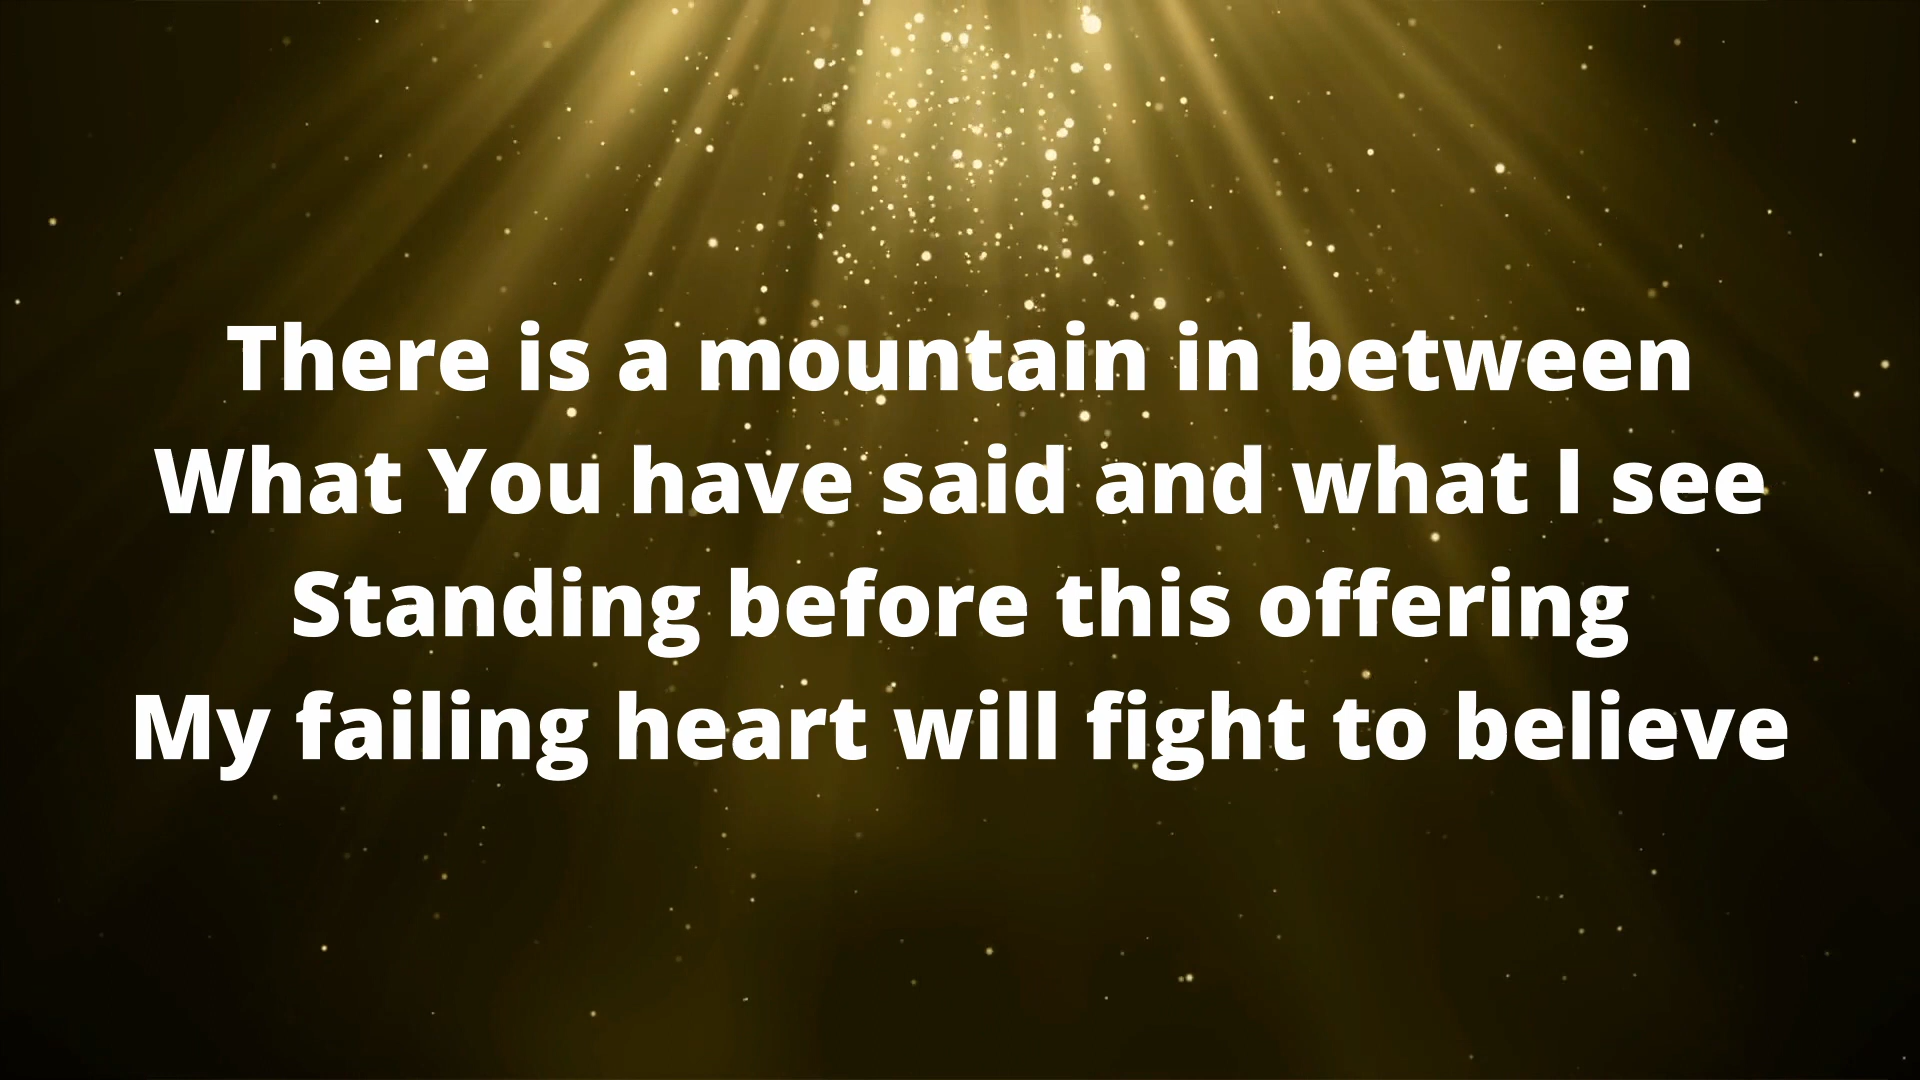 There is a mountain in between
What You have said and what I see
Standing before this offering
My failing heart will fight to believe